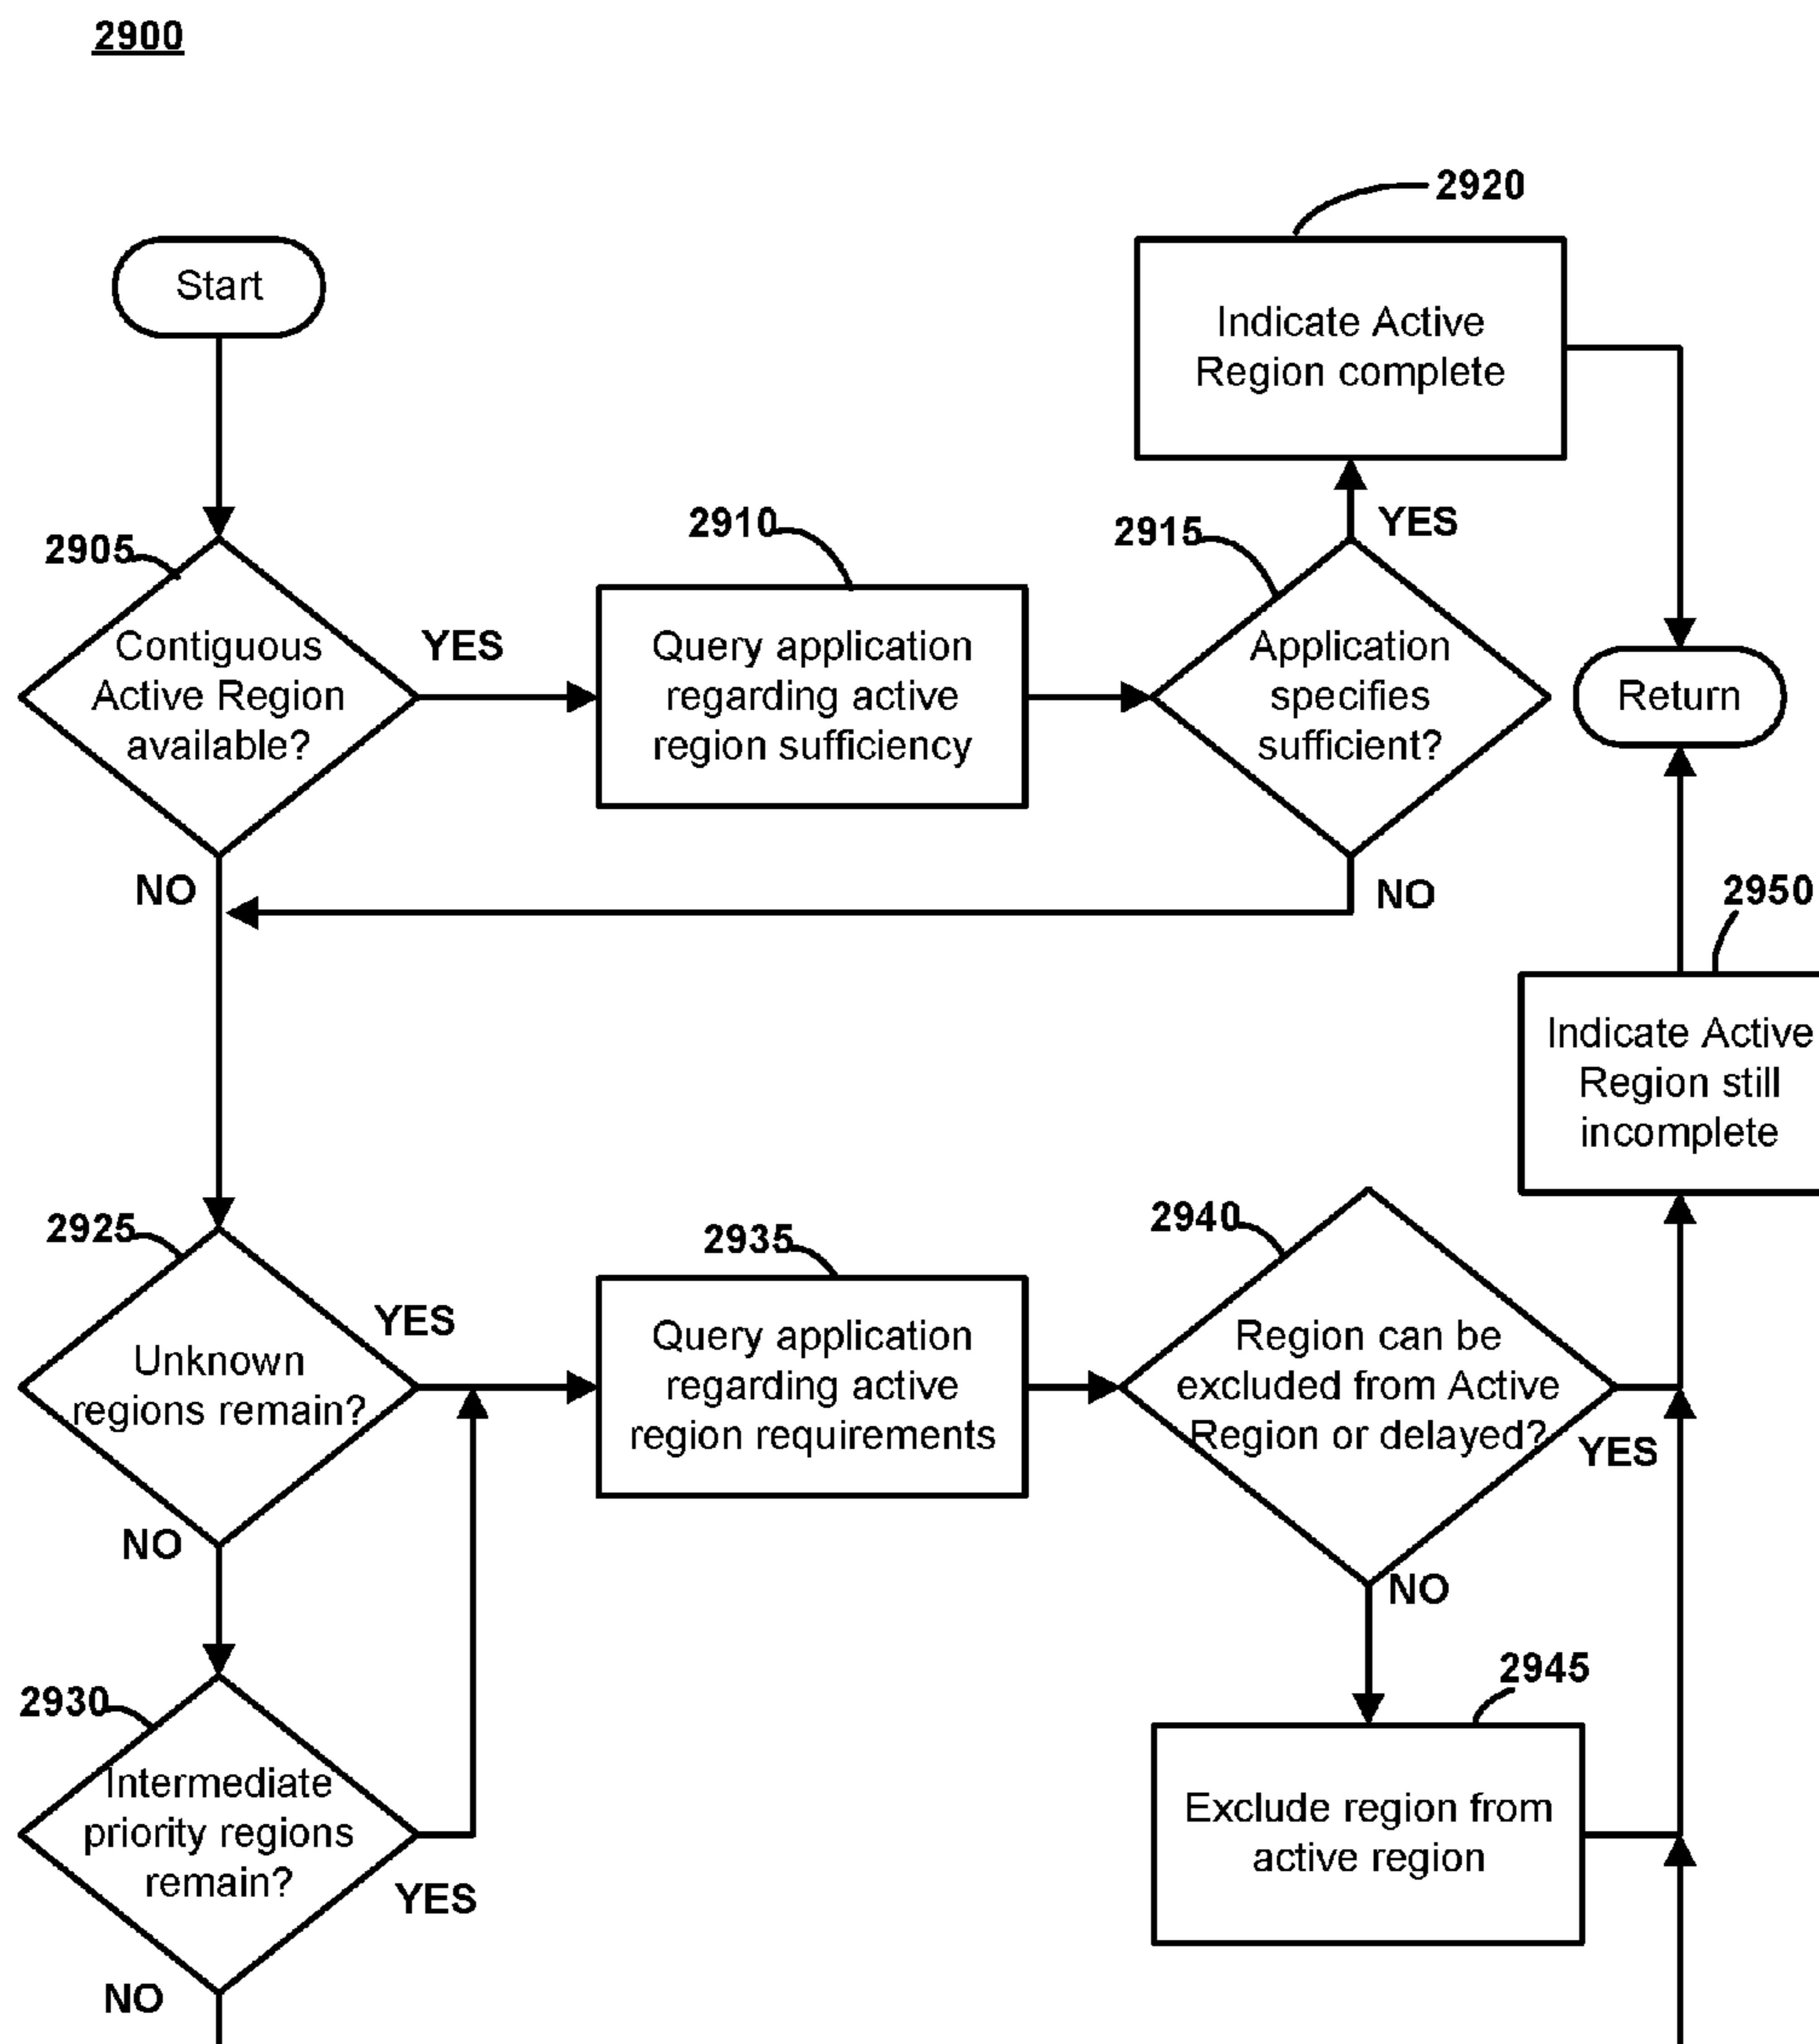 2900
2920
Start
Indicate Active
Region complete
2905
2910
2915
YES
Contiguous
Active Region
available?
YES
Query application
regarding active
region sufficiency
Application
specifies
sufficient?
Return
NO
NO
2950
Indicate Active
Region still
incomplete
2925
2935
2940
YES
Unknown
regions remain?
Query application
regarding active
region requirements
Region can be
excluded from Active
Region or delayed?
YES
NO
NO
2930
2945
Intermediate
priority regions
remain?
YES
Exclude region from
active region
NO